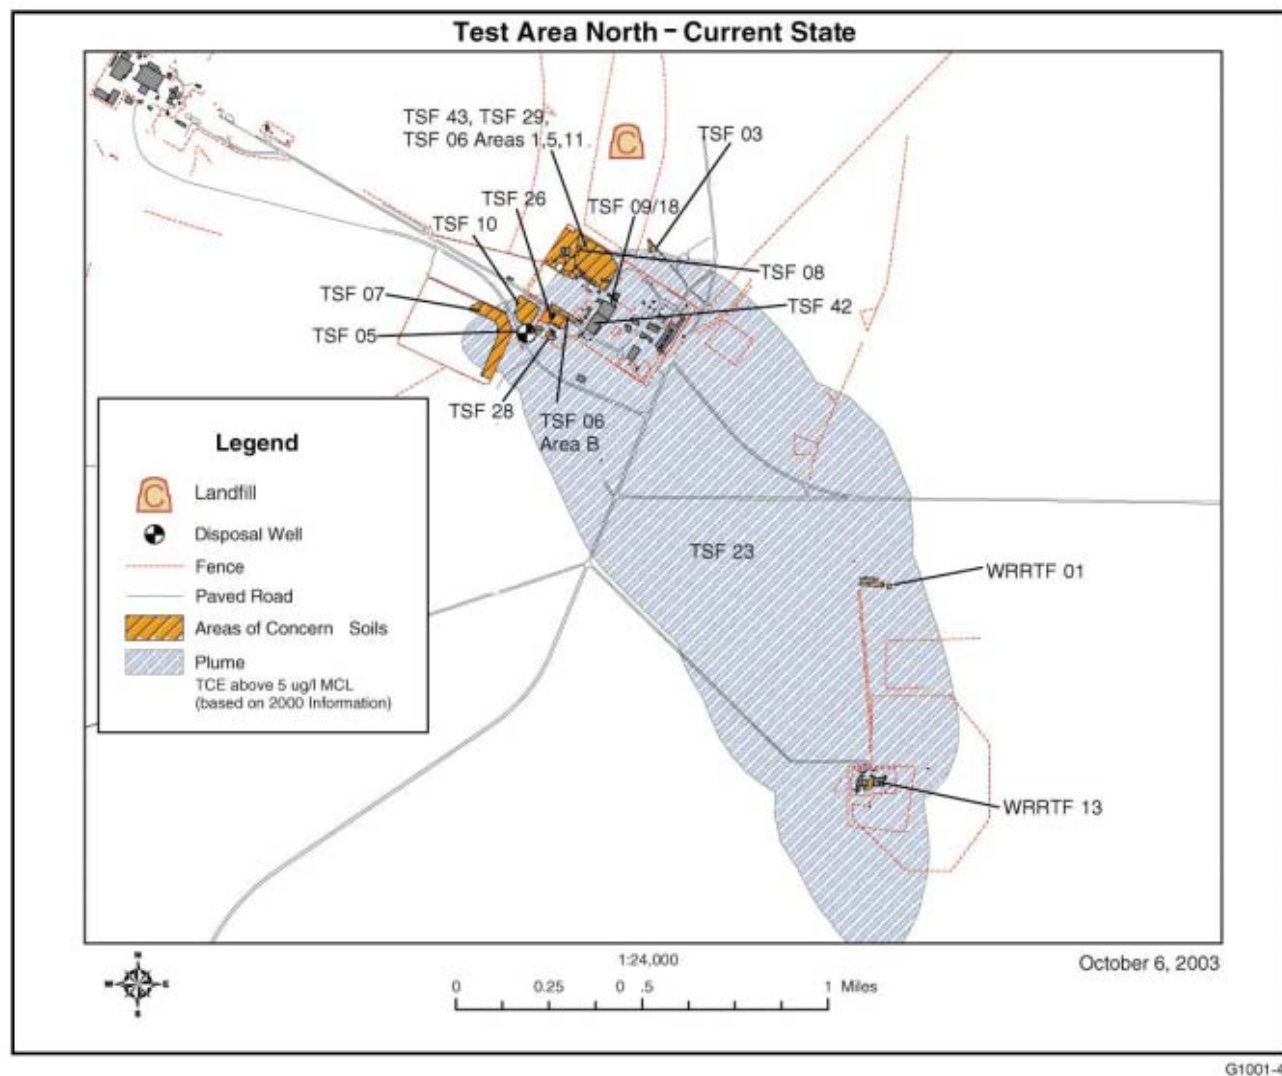 Test Area North – Current State
TSF 43, TSF 29,
TSF 06 Areas 1,5,11
C
TSF 03
TSF 26
TSF 09/18
TSF 10
TSF 08
TSF 07
TSF 42
TSF 05
TSF 28
TSF 06
Area B
TSF 23
WRRTF 01
WRRTF 13
Legend
C
Landfill
Disposal Well
Fence
Paved Road
Areas of Concern Soils
Plume
TCE above 5 ug/l MCL
(based on 2000 Information)
N
W E
S
1:24,000
0 0.25 0 .5 1 Miles
October 6, 2003